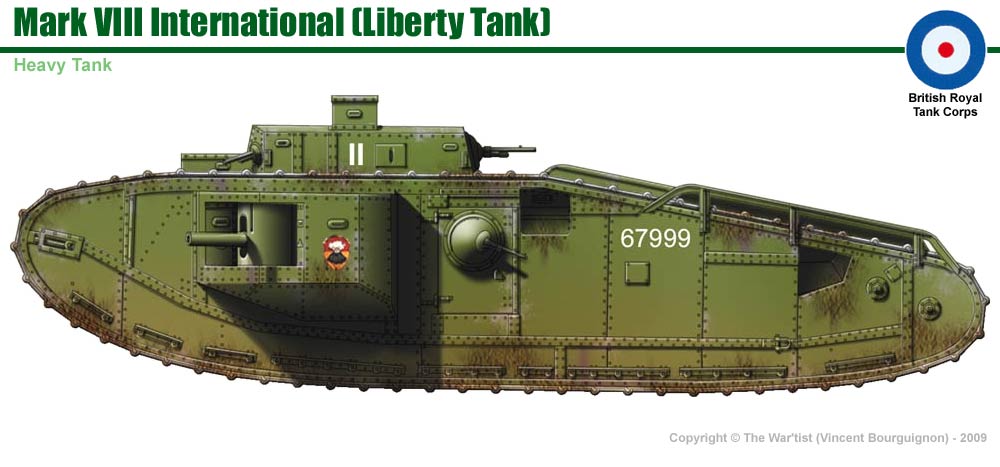 Mark VIII International (Liberty Tank)
Heavy Tank
British Royal
Tank Corps
II
67999
Copyright © The War'tist (Vincent Bourguignon) - 2009